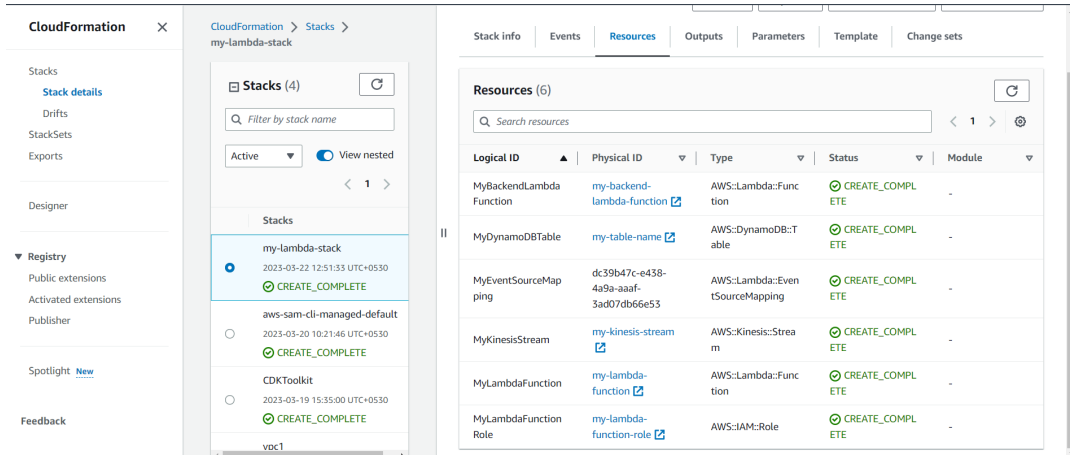 CloudFormation
Stacks
Stack details
Drifts
StackSets
Exports
Designer
Registry
Public extensions
Activated extensions
Publisher
Spotlight New
Feedback
CloudFormation > Stacks >
my-lambda-stack
Stacks (4)
Filter by stack name
Active
View nested
1
Stacks
my-lambda-stack
2023-03-22 12:51:33 UTC+0530
CREATE_COMPLETE
aws-sam-cli-managed-default
2023-03-20 10:21:46 UTC+0530
CREATE_COMPLETE
CDKToolkit
2023-03-19 15:35:00 UTC+0530
CREATE_COMPLETE
vpc1
Stack info Events Resources Outputs Parameters Template Change sets
Resources (6)
Search resources
1
Logical ID Physical ID Type Status Module
MyBackendLambda my-backend- AWS::Lambda::Func CREATE_COMPL
Function lambda-function tion ETE -
MyDynamoDBTable my-table-name AWS::DynamoDB::T CREATE_COMPL
able ETE -
MyEventSourceMap dc39b47c-e438- AWS::Lambda::Even CREATE_COMPL
ping 4a9a-aaaf- tSourceMapping ETE -
3ad07db66e53
MyKinesisStream my-kinesis-stream AWS::Kinesis::Strea CREATE_COMPL
m ETE -
MyLambdaFunction my-lambda- AWS::Lambda::Func CREATE_COMPL
function tion ETE -
MyLambdaFunction my-lambda- AWS::IAM::Role CREATE_COMPL
Role function-role ETE -